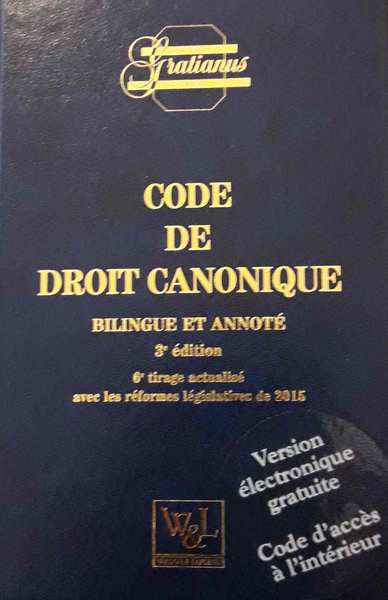 Gratianus
CODE
DE
DROIT CANONIQUE
BILINGUE ET ANNOTÉ
3e édition
6e tirage actualisé
avec les réformes législatives de 2015
Version
électronique
gratuite
Code d'accès
à l'intérieur
W&L